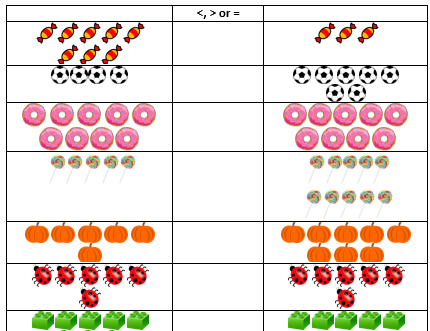 <, > or =